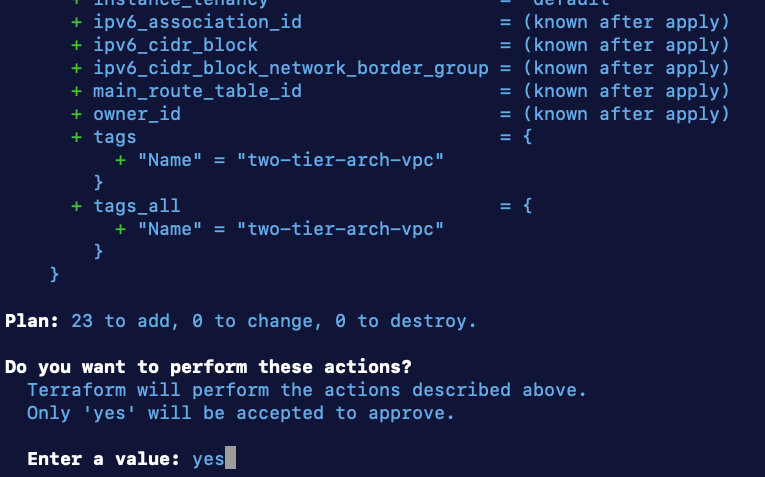 + instance_tenancy = "default"
+ ipv6_association_id = (known after apply)
+ ipv6_cidr_block = (known after apply)
+ ipv6_cidr_block_network_border_group = (known after apply)
+ main_route_table_id = (known after apply)
+ owner_id = (known after apply)
+ tags = {
+ "Name" = "two-tier-arch-vpc"
}
+ tags_all = {
+ "Name" = "two-tier-arch-vpc"
}
}
Plan: 23 to add, 0 to change, 0 to destroy.
Do you want to perform these actions?
Terraform will perform the actions described above.
Only 'yes' will be accepted to approve.
Enter a value: yes